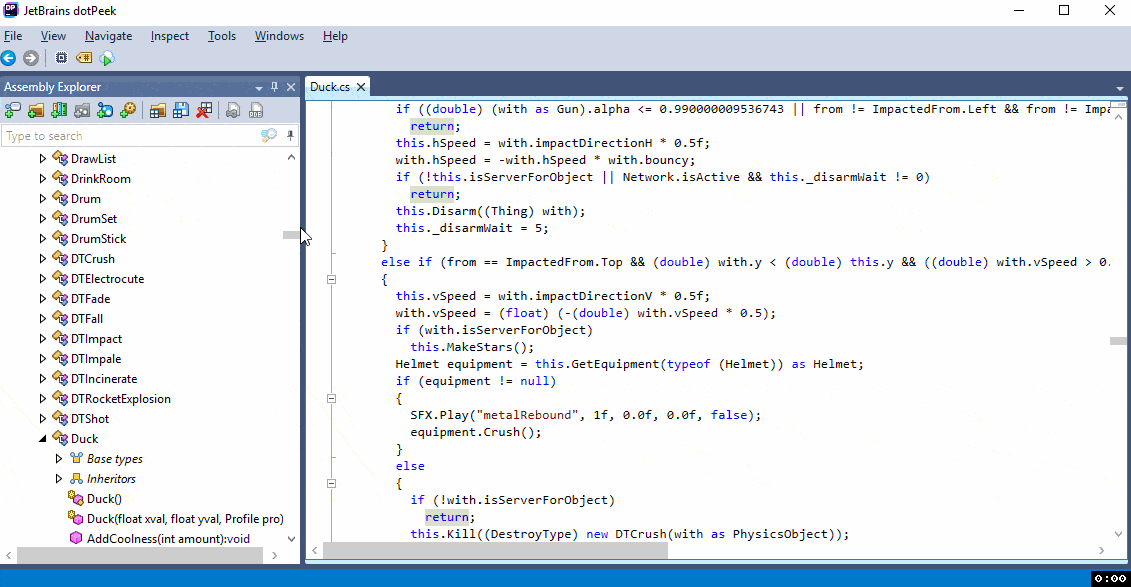 JetBrains dotPeek
File View Navigate Inspect Tools Windows Help
Assembly Explorer
Type to search
DrawList
DrinkRoom
Drum
DrumSet
DrumStick
DTCrush
DTElectrocute
DTFade
DTFall
DTImpact
DTImpale
DTIncinerate
DTRocketExplosion
DTShot
Duck
Base types
Inheritors
Duck()
Duck(float xval, float yval, Profile pro)
AddCoolness(int amount):void
Duck.cs
if ((double) (with as Gun).alpha <= 0.990000009536743 || from != ImpactedFrom.Left && from != Impa
return;
this.hSpeed = with.impactDirectionH * 0.5f;
with.hSpeed = -with.hSpeed * with.bouncy;
if (!this.isServerForObject || Network.isActive && this._disarmWait != 0)
return;
this.Disarm((Thing) with);
this._disarmWait = 5;
}
else if (from == ImpactedFrom.Top && (double) with.y < (double) this.y && ((double) with.vSpeed > 0.
{
this.vSpeed = with.impactDirectionV * 0.5f;
with.vSpeed = (float) (-(double) with.vSpeed * 0.5);
if (with.isServerForObject)
this.MakeStars();
Helmet equipment = this.GetEquipment(typeof (Helmet)) as Helmet;
if (equipment != null)
{
SFX.Play("metalRebound", 1f, 0.0f, 0.0f, false);
equipment.Crush();
}
else
{
if (!with.isServerForObject)
return;
this.Kill((DestroyType) new DTCrush(with as PhysicsObject));
0:00